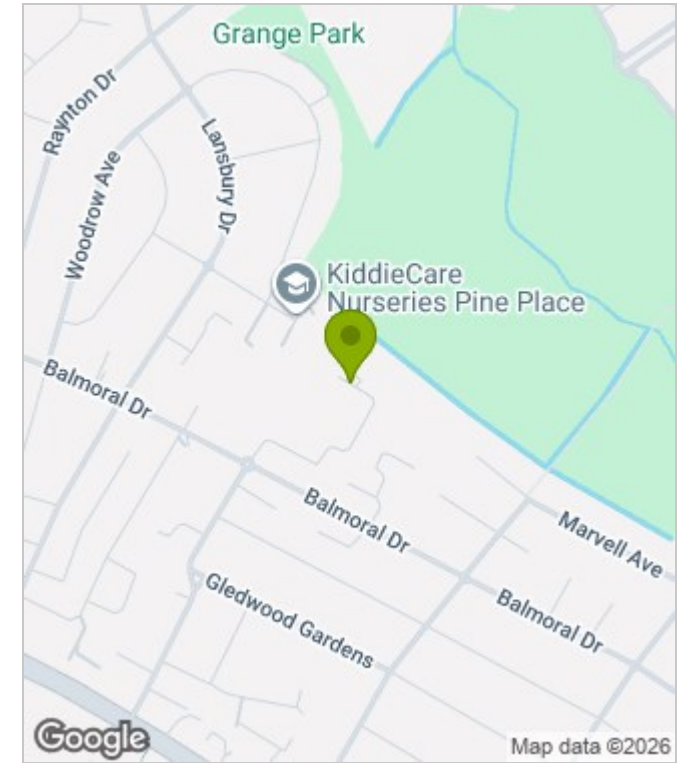 Grange Park
Raynton Dr
Lansbury Dr
Woodrow Ave
KiddieCare
Nurseries Pine Place
Balmoral Dr
Balmoral Dr
Marvell Ave
Gledwood Gardens
Balmoral Dr
Google
Map data ©2026